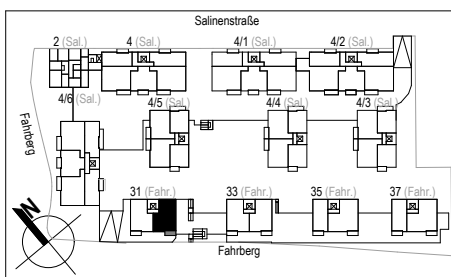 Salinenstraße
2 (Sal.) 4 (Sal.) 4/1 (Sal.) 4/2 (Sal.)
4/6 (Sal.) 4/5 (Sal.) 4/4 (Sal.) 4/3 (Sal.)
Fahrberg
31 (Fahr.) 33 (Fahr.) 35 (Fahr.) 37 (Fahr.)
N
Fahrberg